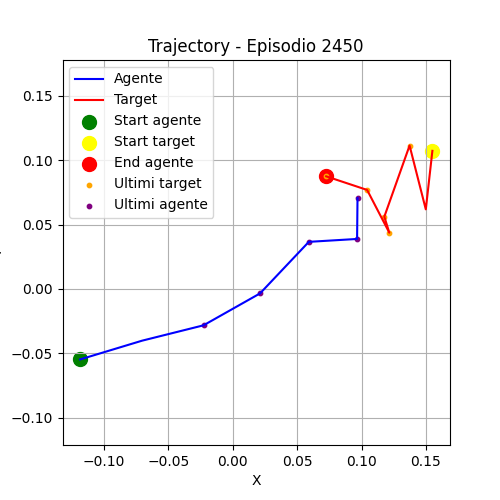 Trajectory - Episodio 2450
Agente
Target
Start agente
Start target
End agente
Ultimi target
Ultimi agente
0.15
0.10
0.05
0.00
−0.05
−0.10
−0.10
−0.05
0.00
0.05
0.10
0.15
X